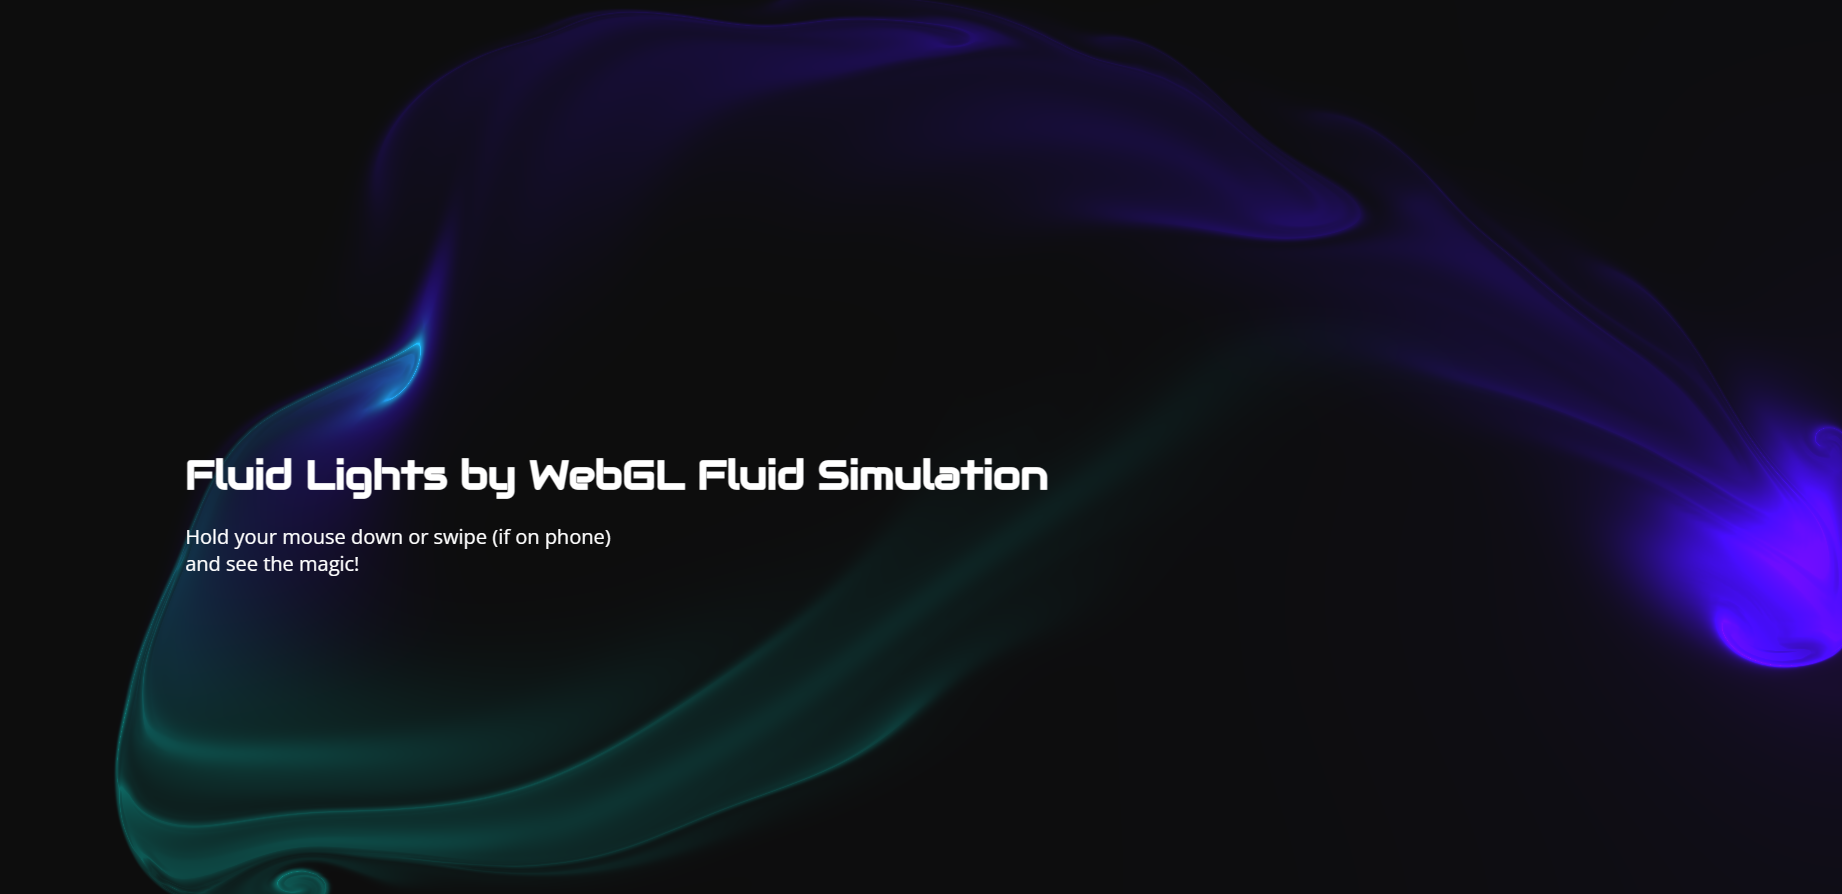 Fluid Lights by WebGL Fluid Simulation
Hold your mouse down or swipe (if on phone)
and see the magic!